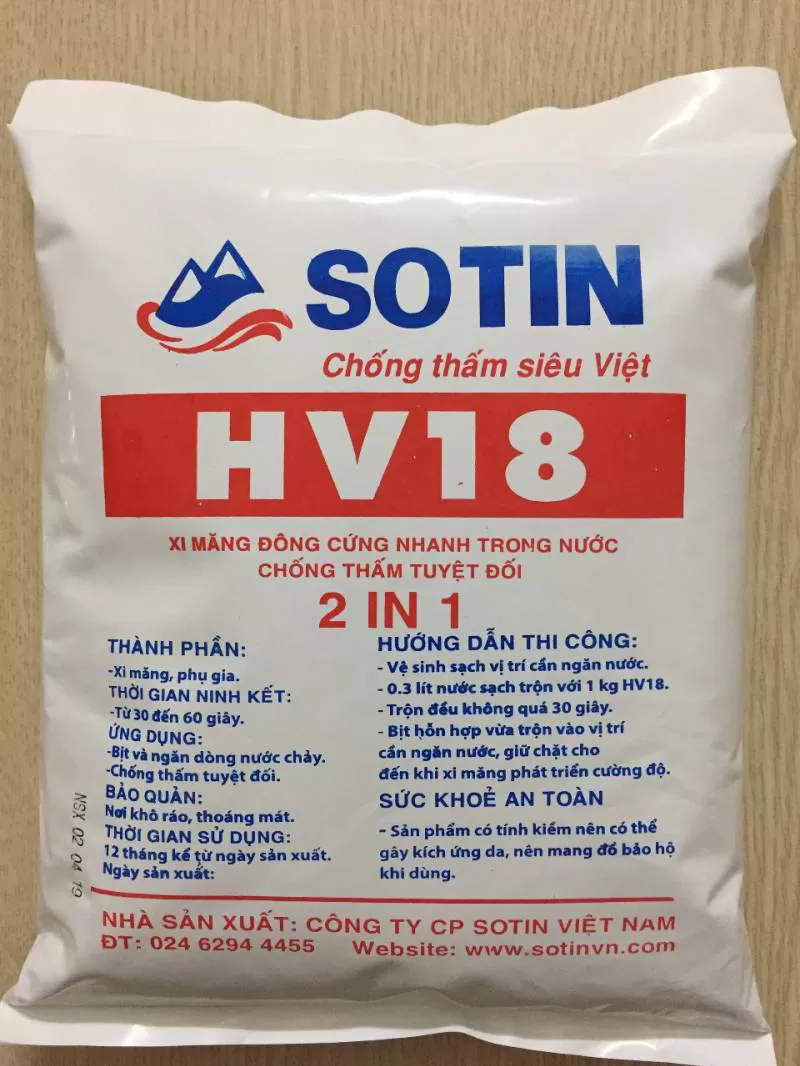 SOTIN
Chống thấm siêu Việt
HV18
XI MĂNG ĐÔNG CỨNG NHANH TRONG NƯỚC
CHỐNG THẤM TUYỆT ĐỐI
2 IN 1
THÀNH PHẦN:
-Xi măng, phụ gia.
THỜI GIAN NINH KẾT:
-Từ 30 đến 60 giây.
ỨNG DỤNG:
-Bịt và ngăn dòng nước chảy.
-Chống thấm tuyệt đối.
BẢO QUẢN:
Nơi khô ráo, thoáng mát.
THỜI GIAN SỬ DỤNG:
12 tháng kể từ ngày sản xuất.
Ngày sản xuất:
NSX 02 04 19
HƯỚNG DẪN THI CÔNG:
- Vệ sinh sạch vị trí cần ngăn nước.
- 0.3 lít nước sạch trộn với 1 kg HV18.
- Trộn đều không quá 30 giây.
- Bịt hỗn hợp vừa trộn vào vị trí
cần ngăn nước, giữ chặt cho
đến khi xi măng phát triển cường độ.
SỨC KHOẺ AN TOÀN
- Sản phẩm có tính kiềm nên có thể
gây kích ứng da, nên mang đồ bảo hộ
khi dùng.
NHÀ SẢN XUẤT: CÔNG TY CP SOTIN VIỆT NAM
ĐT: 024 6294 4455 Website: www.sotinvn.com